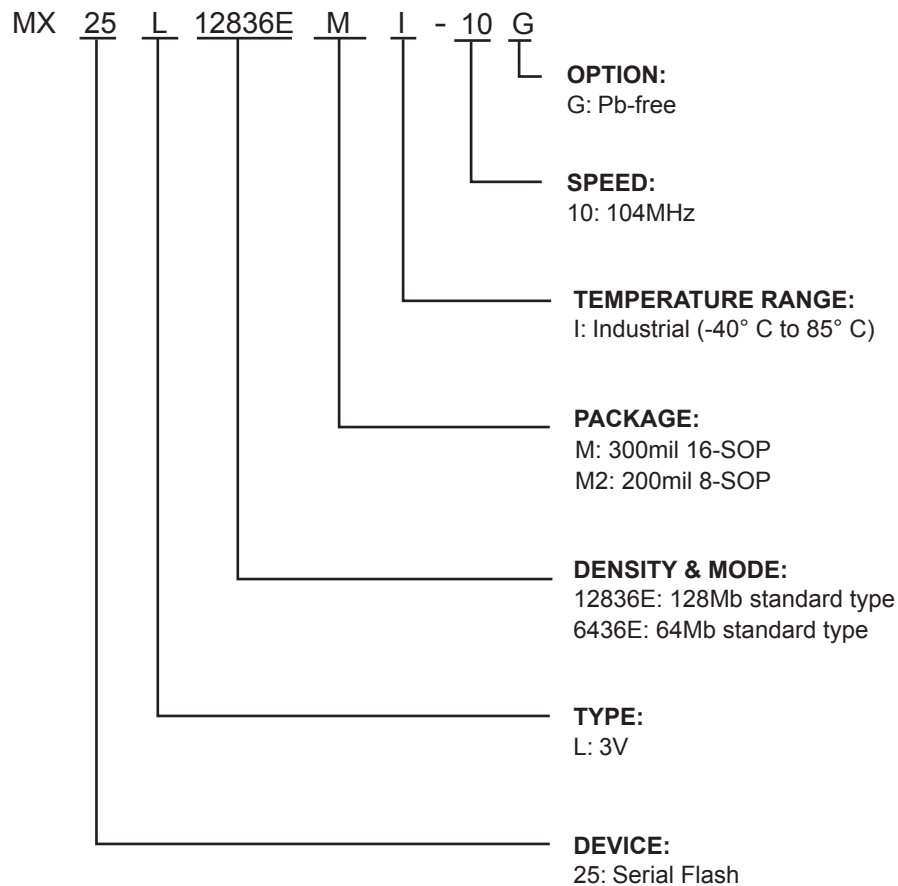 MX 25 L 12836E M I - 10 G
OPTION:
G: Pb-free
SPEED:
10: 104MHz
TEMPERATURE RANGE:
I: Industrial (-40° C to 85° C)
PACKAGE:
M: 300mil 16-SOP
M2: 200mil 8-SOP
DENSITY & MODE:
12836E: 128Mb standard type
6436E: 64Mb standard type
TYPE:
L: 3V
DEVICE:
25: Serial Flash